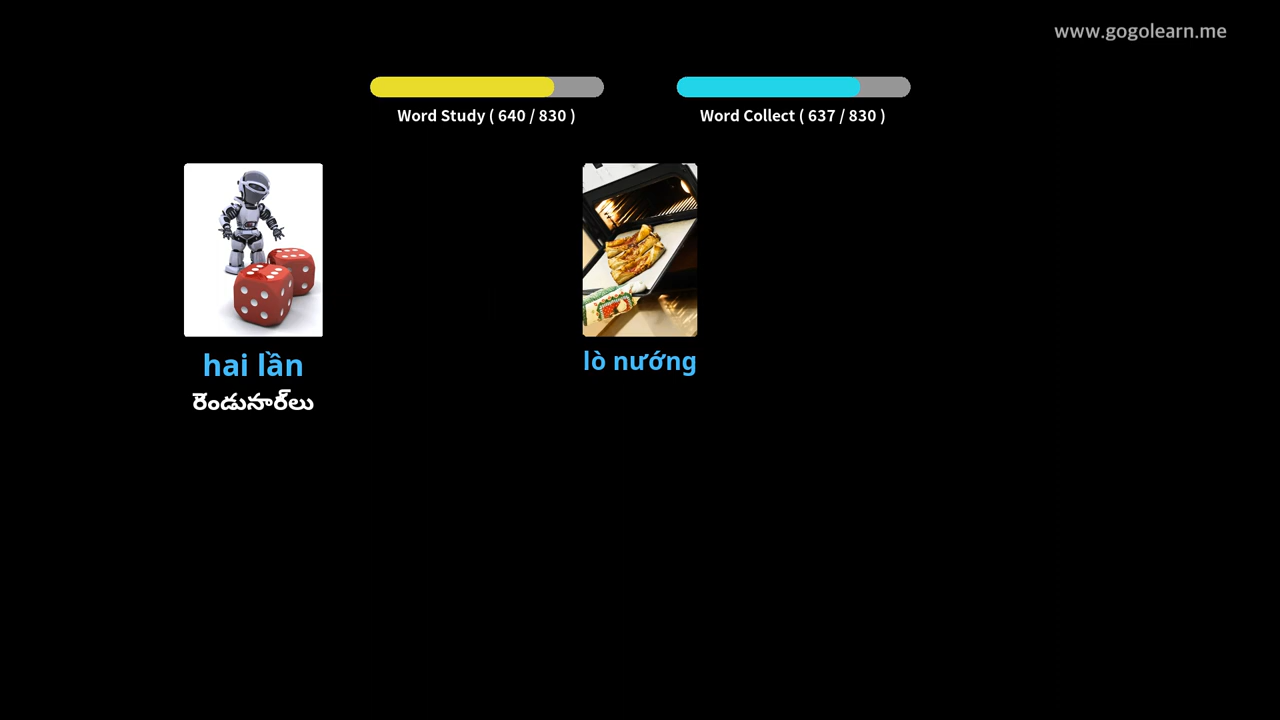 www.gogolearn.me
Word Study ( 640 / 830 )
Word Collect ( 637 / 830 )
hai lần
రెండునార్‌లు
lò nướng